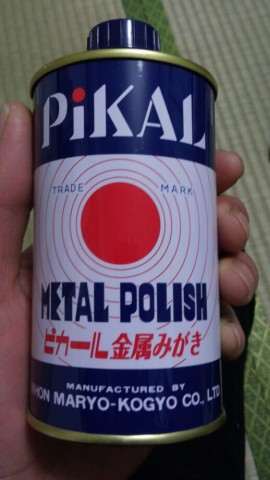 PiKAL
TRADE MARK
METAL POLISH
ピカール金属みがき
MANUFACTURED BY
NIHON MARYO-KOGYO CO., LTD